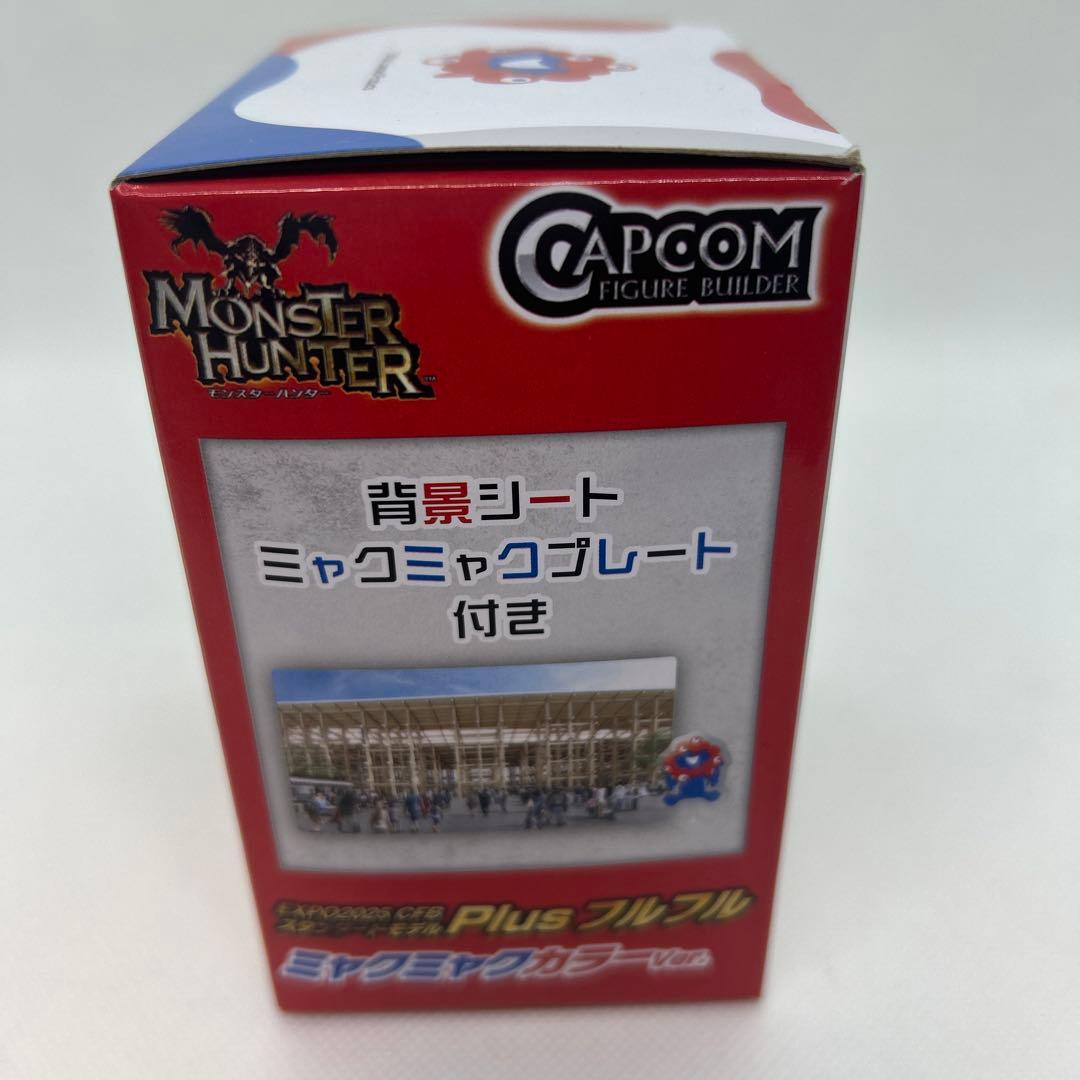 MONSTER
HUNTER™
モンスターハンター
CAPCOM
FIGURE BUILDER
背景シート
ミャクミャクプレート
付き
EXPO2025 CFB
スタンダードモデル Plus フルフル
ミャクミャクカラーVer.